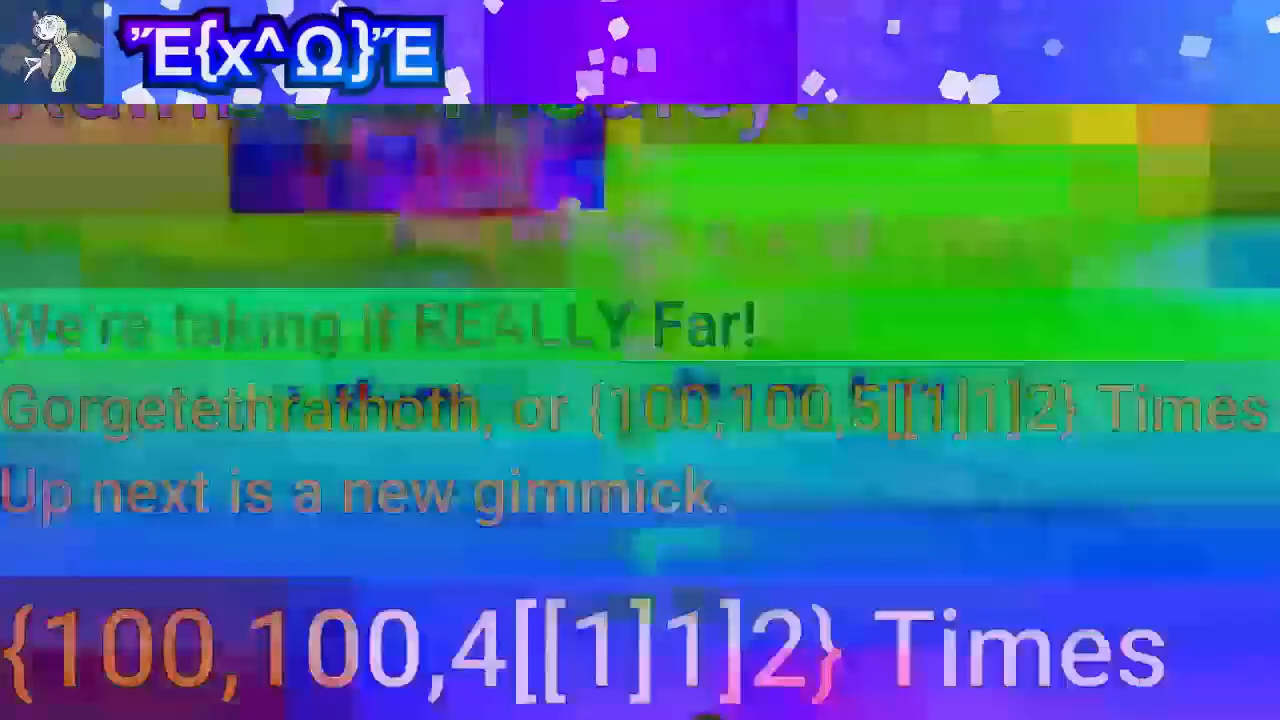 ˝E{x^Ω}˝E
We're taking it REALLY Far!
Gorgetethrathoth, or {100,100,5[[1]1]2} Times
Up next is a new gimmick.
{100,100,4[[1]1]2} Times